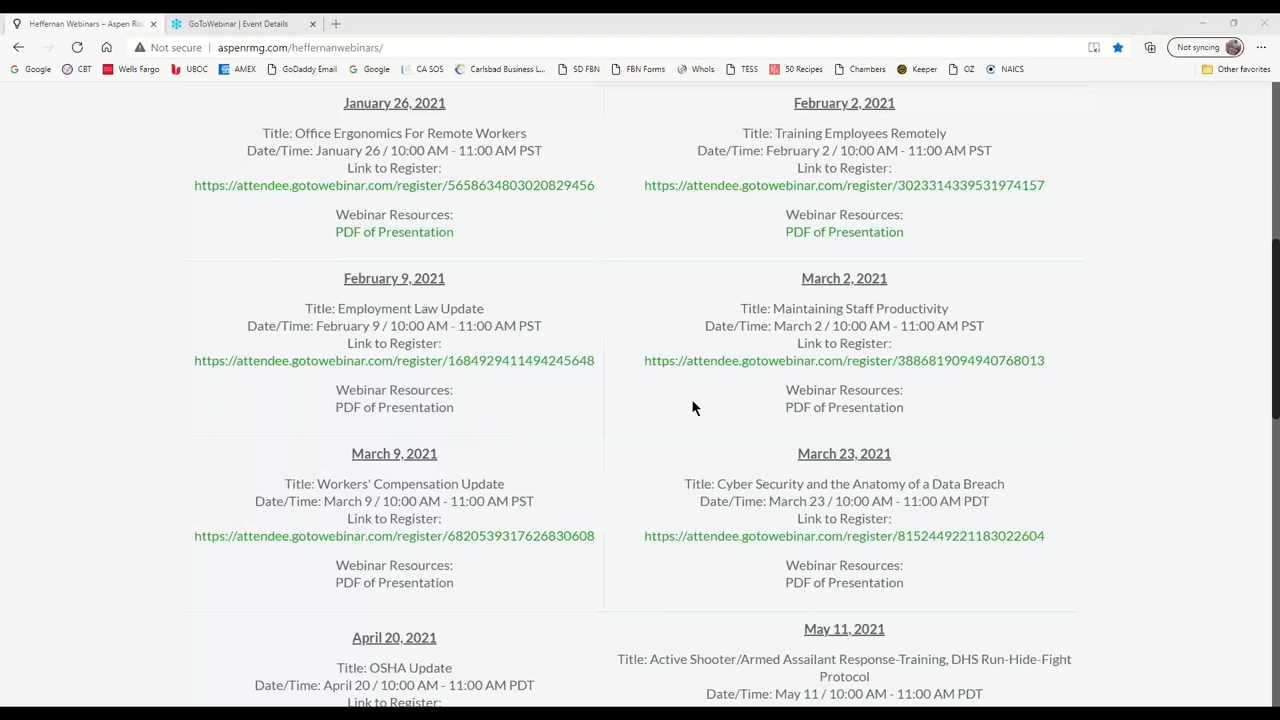 Heffernan Webinars – Aspen Ris
GoToWebinar | Event Details
Not secure
aspenrmg.com/heffernanwebinars/
Not syncing
Google
CBT
Wells Fargo
UBOC
AMEX
GoDaddy Email
Google
CA SOS
Carlsbad Business L...
SD FBN
FBN Forms
WhoIs
TESS
50 Recipes
Chambers
Keeper
OZ
NAICS
Other favorites
January 26, 2021
Title: Office Ergonomics For Remote Workers
Date/Time: January 26 / 10:00 AM - 11:00 AM PST
Link to Register:
https://attendee.gotowebinar.com/register/5658634803020829456
Webinar Resources:
PDF of Presentation
February 2, 2021
Title: Training Employees Remotely
Date/Time: February 2 / 10:00 AM - 11:00 AM PST
Link to Register:
https://attendee.gotowebinar.com/register/3023314339531974157
Webinar Resources:
PDF of Presentation
February 9, 2021
Title: Employment Law Update
Date/Time: February 9 / 10:00 AM - 11:00 AM PST
Link to Register:
https://attendee.gotowebinar.com/register/1684929411494245648
Webinar Resources:
PDF of Presentation
March 2, 2021
Title: Maintaining Staff Productivity
Date/Time: March 2 / 10:00 AM - 11:00 AM PST
Link to Register:
https://attendee.gotowebinar.com/register/3886819094940768013
Webinar Resources:
PDF of Presentation
March 9, 2021
Title: Workers' Compensation Update
Date/Time: March 9 / 10:00 AM - 11:00 AM PST
Link to Register:
https://attendee.gotowebinar.com/register/6820539317626830608
Webinar Resources:
PDF of Presentation
March 23, 2021
Title: Cyber Security and the Anatomy of a Data Breach
Date/Time: March 23 / 10:00 AM - 11:00 AM PDT
Link to Register:
https://attendee.gotowebinar.com/register/8152449221183022604
Webinar Resources:
PDF of Presentation
April 20, 2021
Title: OSHA Update
Date/Time: April 20 / 10:00 AM - 11:00 AM PDT
Link to Register:
May 11, 2021
Title: Active Shooter/Armed Assailant Response-Training, DHS Run-Hide-Fight
Protocol
Date/Time: May 11 / 10:00 AM - 11:00 AM PDT